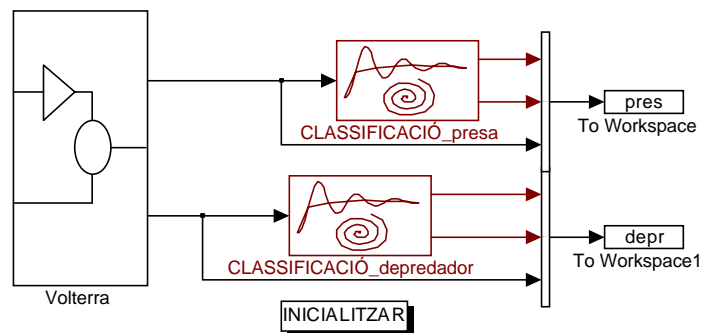 CLASSIFICACIÓ_presa
pres
To Workspace
CLASSIFICACIÓ_depredador
depr
To Workspace1
Volterra
INICIALITZAR